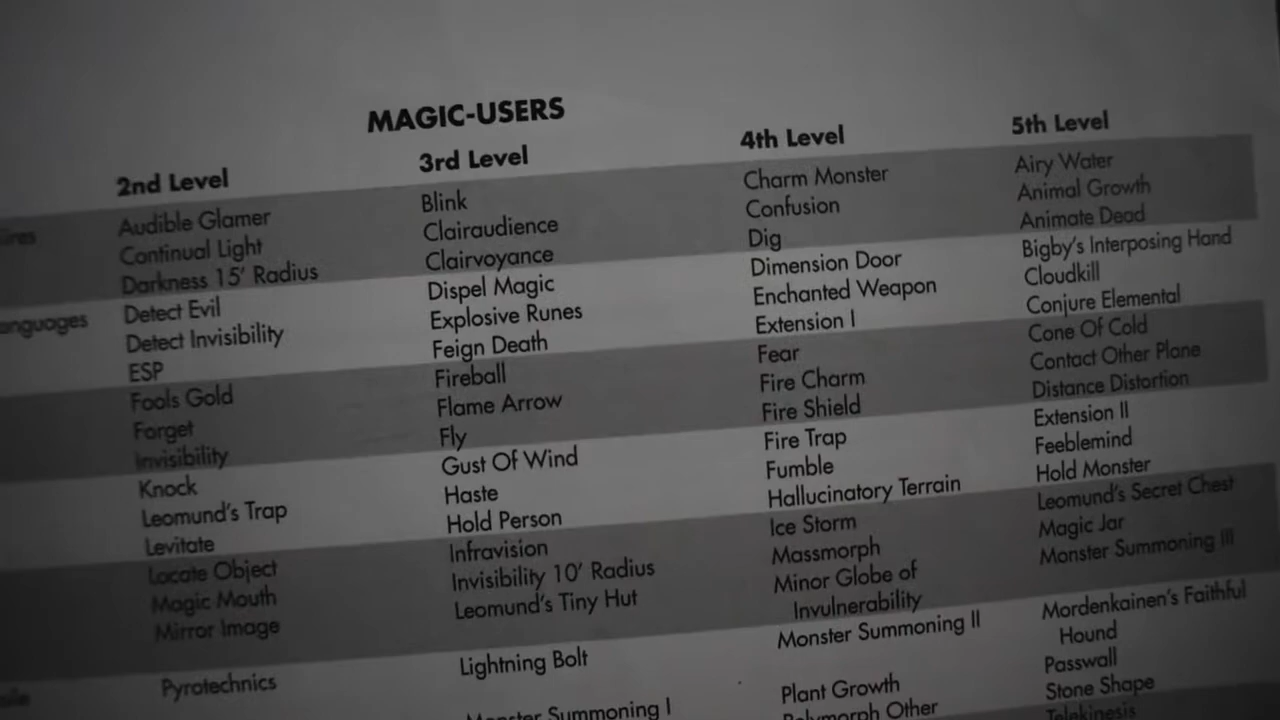 MAGIC-USERS
2nd Level
Audible Glamer
Continual Light
Darkness 15' Radius
Detect Evil
Detect Invisibility
ESP
Fools Gold
Forget
Invisibility
Knock
Leomund's Trap
Levitate
Locate Object
Magic Mouth
Mirror Image
Pyrotechnics
3rd Level
Blink
Clairaudience
Clairvoyance
Dispel Magic
Explosive Runes
Feign Death
Fireball
Flame Arrow
Fly
Gust Of Wind
Haste
Hold Person
Infravision
Invisibility 10' Radius
Leomund's Tiny Hut
Lightning Bolt
Monster Summoning I
4th Level
Charm Monster
Confusion
Dig
Dimension Door
Enchanted Weapon
Extension I
Fear
Fire Charm
Fire Shield
Fire Trap
Fumble
Hallucinatory Terrain
Ice Storm
Massmorph
Minor Globe of
Invulnerability
Monster Summoning II
Plant Growth
Polymorph Other
5th Level
Airy Water
Animal Growth
Animate Dead
Bigby's Interposing Hand
Cloudkill
Conjure Elemental
Cone Of Cold
Contact Other Plane
Distance Distortion
Extension II
Feeblemind
Hold Monster
Leomund's Secret Chest
Magic Jar
Monster Summoning III
Mordenkainen's Faithful
Hound
Passwall
Stone Shape
Telekinesis